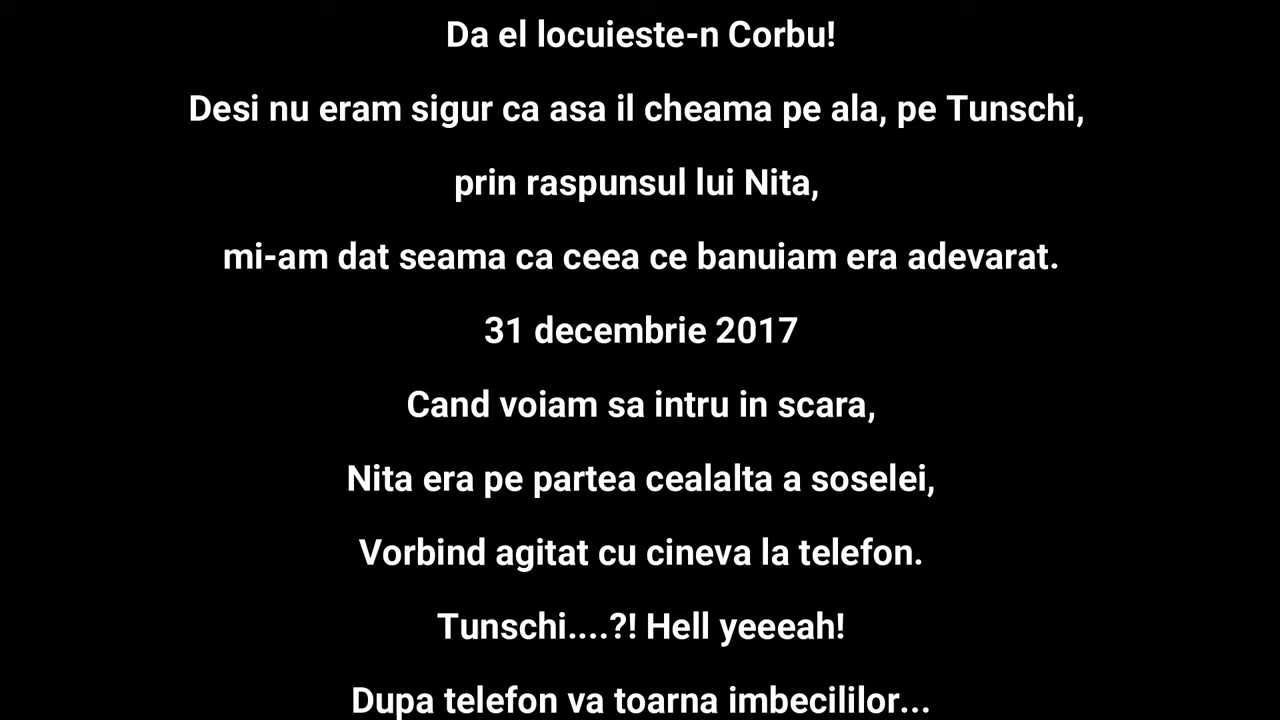 Da el locuieste-n Corbu!
Desi nu eram sigur ca asa il cheama pe ala, pe Tunschi,
prin raspunsul lui Nita,
mi-am dat seama ca ceea ce banuiam era adevarat.
31 decembrie 2017
Cand voiam sa intru in scara,
Nita era pe partea cealalta a soselei,
Vorbind agitat cu cineva la telefon.
Tunschi....?! Hell yeeeah!
Dupa telefon va toarna imbecililor...